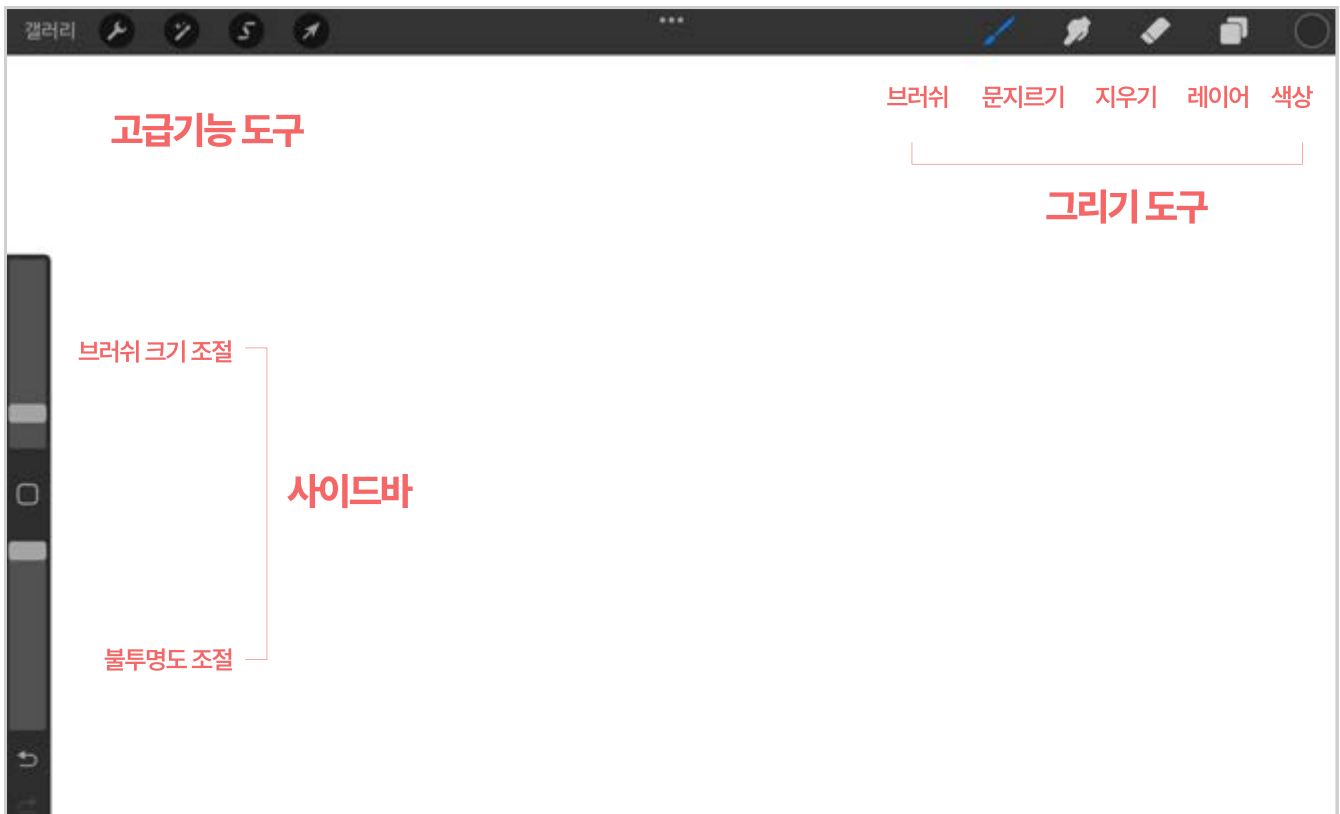 갤러리
브러쉬 문지르기 지우기 레이어 색상
고급기능 도구
그리기 도구
브러쉬 크기 조절
사이드바
불투명도 조절